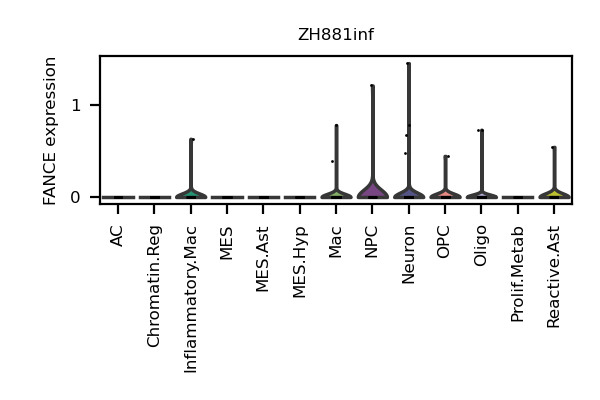 ZH881inf
FANCE expression
1
0
AC
Chromatin.Reg
Inflammatory.Mac
MES
MES.Ast
MES.Hyp
Mac
NPC
Neuron
OPC
Oligo
Prolif.Metab
Reactive.Ast